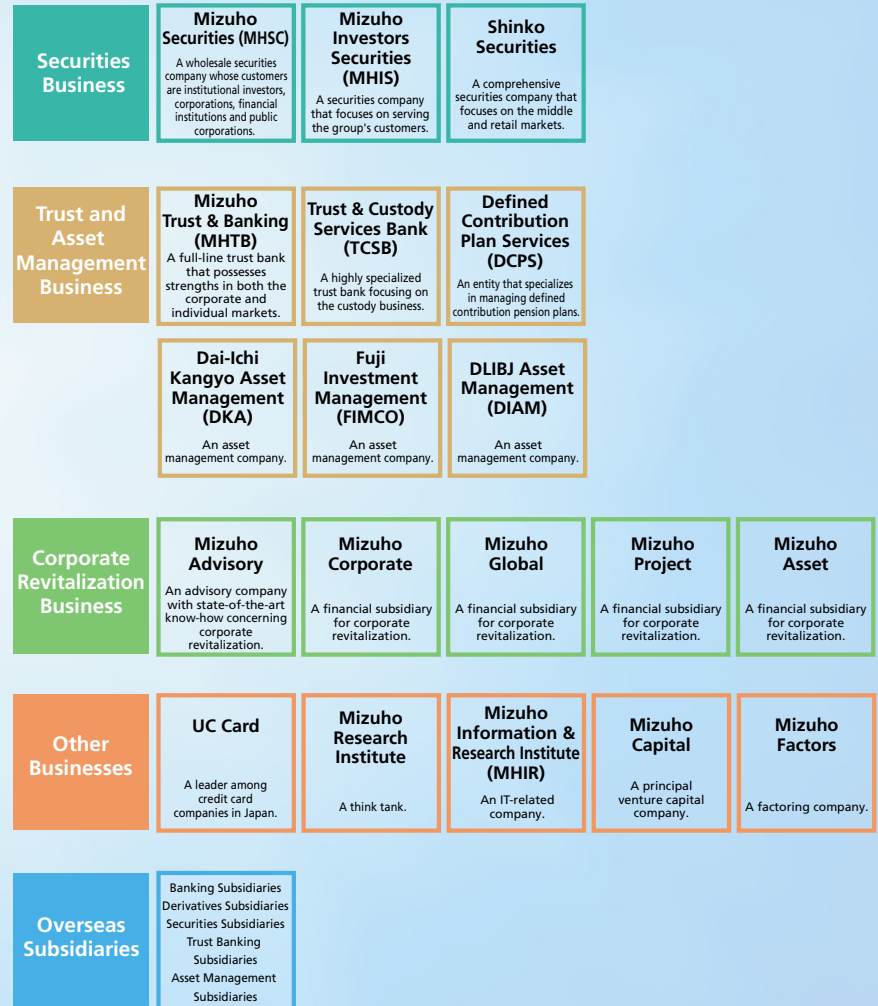 Securities
Business
Mizuho
Securities (MHSC)
A wholesale securities
company whose customers
are institutional investors,
corporations, financial
institutions and public
corporations.
Mizuho
Investors
Securities
(MHIS)
A securities company
that focuses on serving
the group's customers.
Shinko
Securities
A comprehensive
securities company that
focuses on the middle
and retail markets.
Trust and
Asset
Management
Business
Mizuho
Trust & Banking
(MHTB)
A full-line trust bank
that possesses
strengths in both the
corporate and
individual markets.
Trust & Custody
Services Bank
(TCSB)
A highly specialized
trust bank focusing on
the custody business.
Defined
Contribution
Plan Services
(DCPS)
An entity that specializes
in managing defined
contribution pension plans.
Dai-Ichi
Kangyo Asset
Management
(DKA)
An asset
management company.
Fuji
Investment
Management
(FIMCO)
An asset
management company.
DLIBJ Asset
Management
(DIAM)
An asset
management company.
Corporate
Revitalization
Business
Mizuho
Advisory
An advisory company
with state-of-the-art
know-how concerning
corporate
revitalization.
Mizuho
Corporate
A financial subsidiary
for corporate
revitalization.
Mizuho
Global
A financial subsidiary
for corporate
revitalization.
Mizuho
Project
A financial subsidiary
for corporate
revitalization.
Mizuho
Asset
A financial subsidiary
for corporate
revitalization.
Other
Businesses
UC Card
A leader among
credit card
companies in Japan.
Mizuho
Research
Institute
A think tank.
Mizuho
Information &
Research Institute
(MHIR)
An IT-related
company.
Mizuho
Capital
A principal
venture capital
company.
Mizuho
Factors
A factoring company.
Overseas
Subsidiaries
Banking Subsidiaries
Derivatives Subsidiaries
Securities Subsidiaries
Trust Banking
Subsidiaries
Asset Management
Subsidiaries